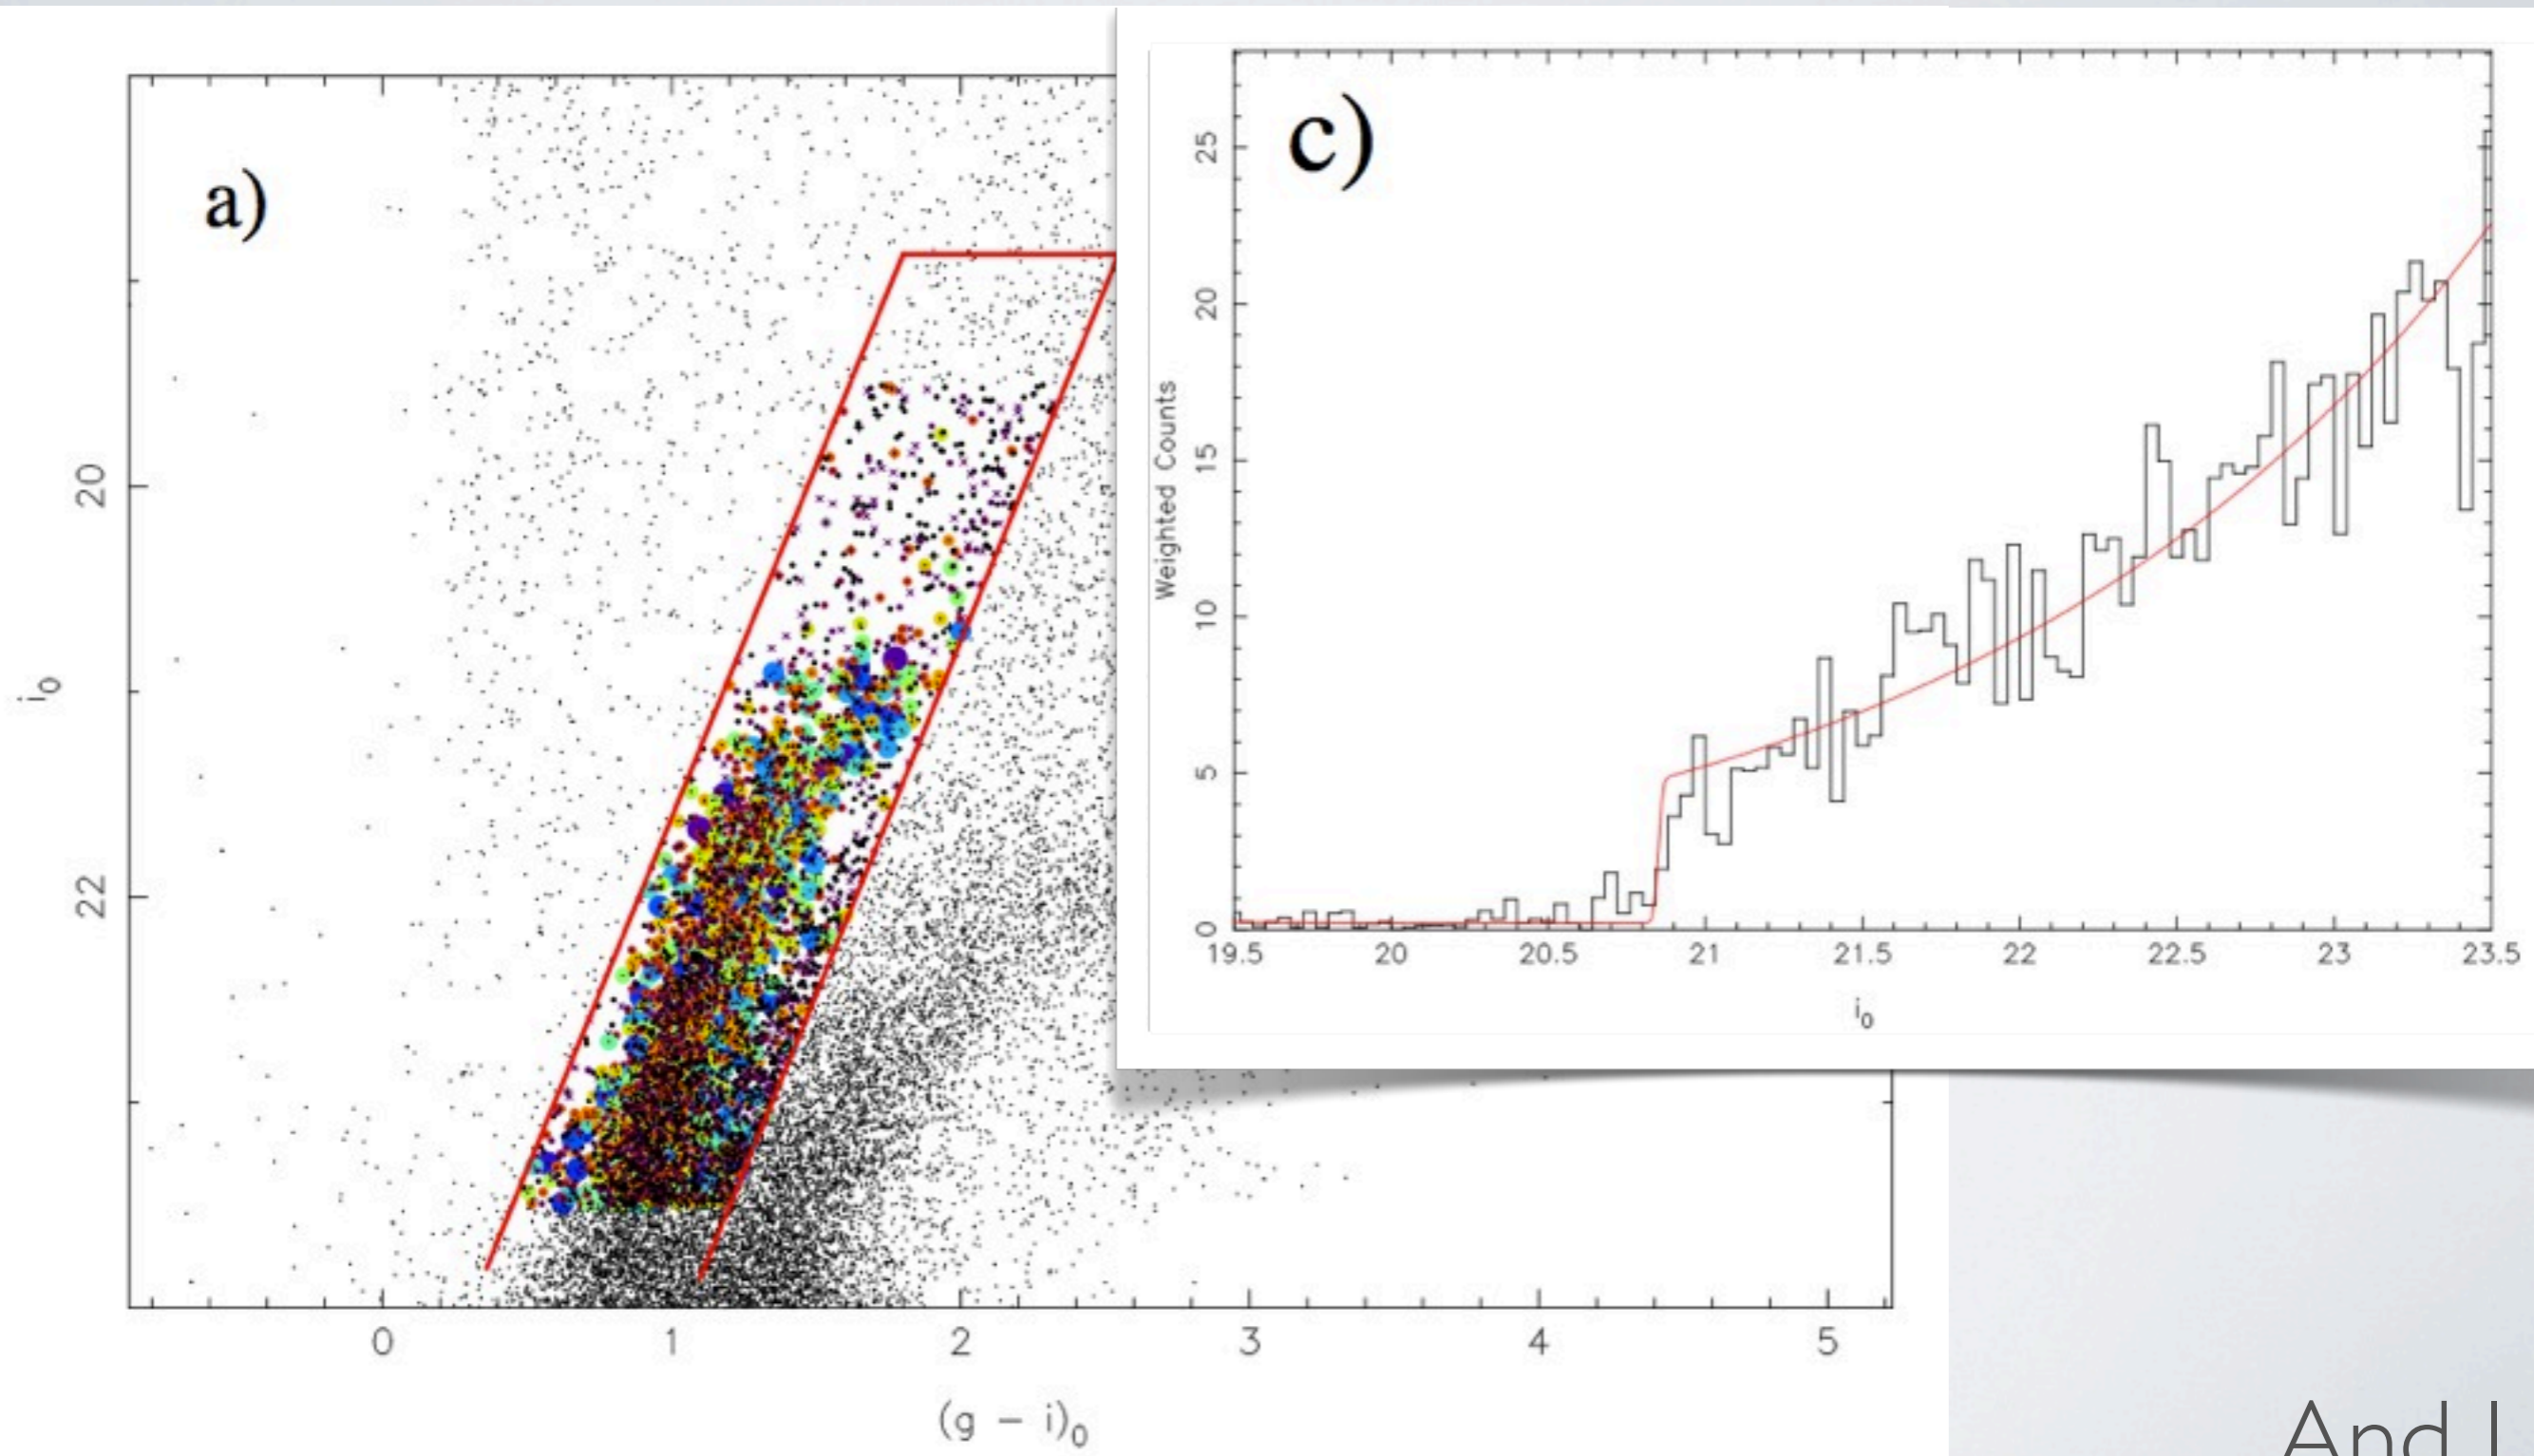 a)
20
22
i₀
0 1 2 3 4 5
(g − i)₀
c)
25
20
15
10
5
0
Weighted Counts
19.5 20 20.5 21 21.5 22 22.5 23 23.5
i₀
And I